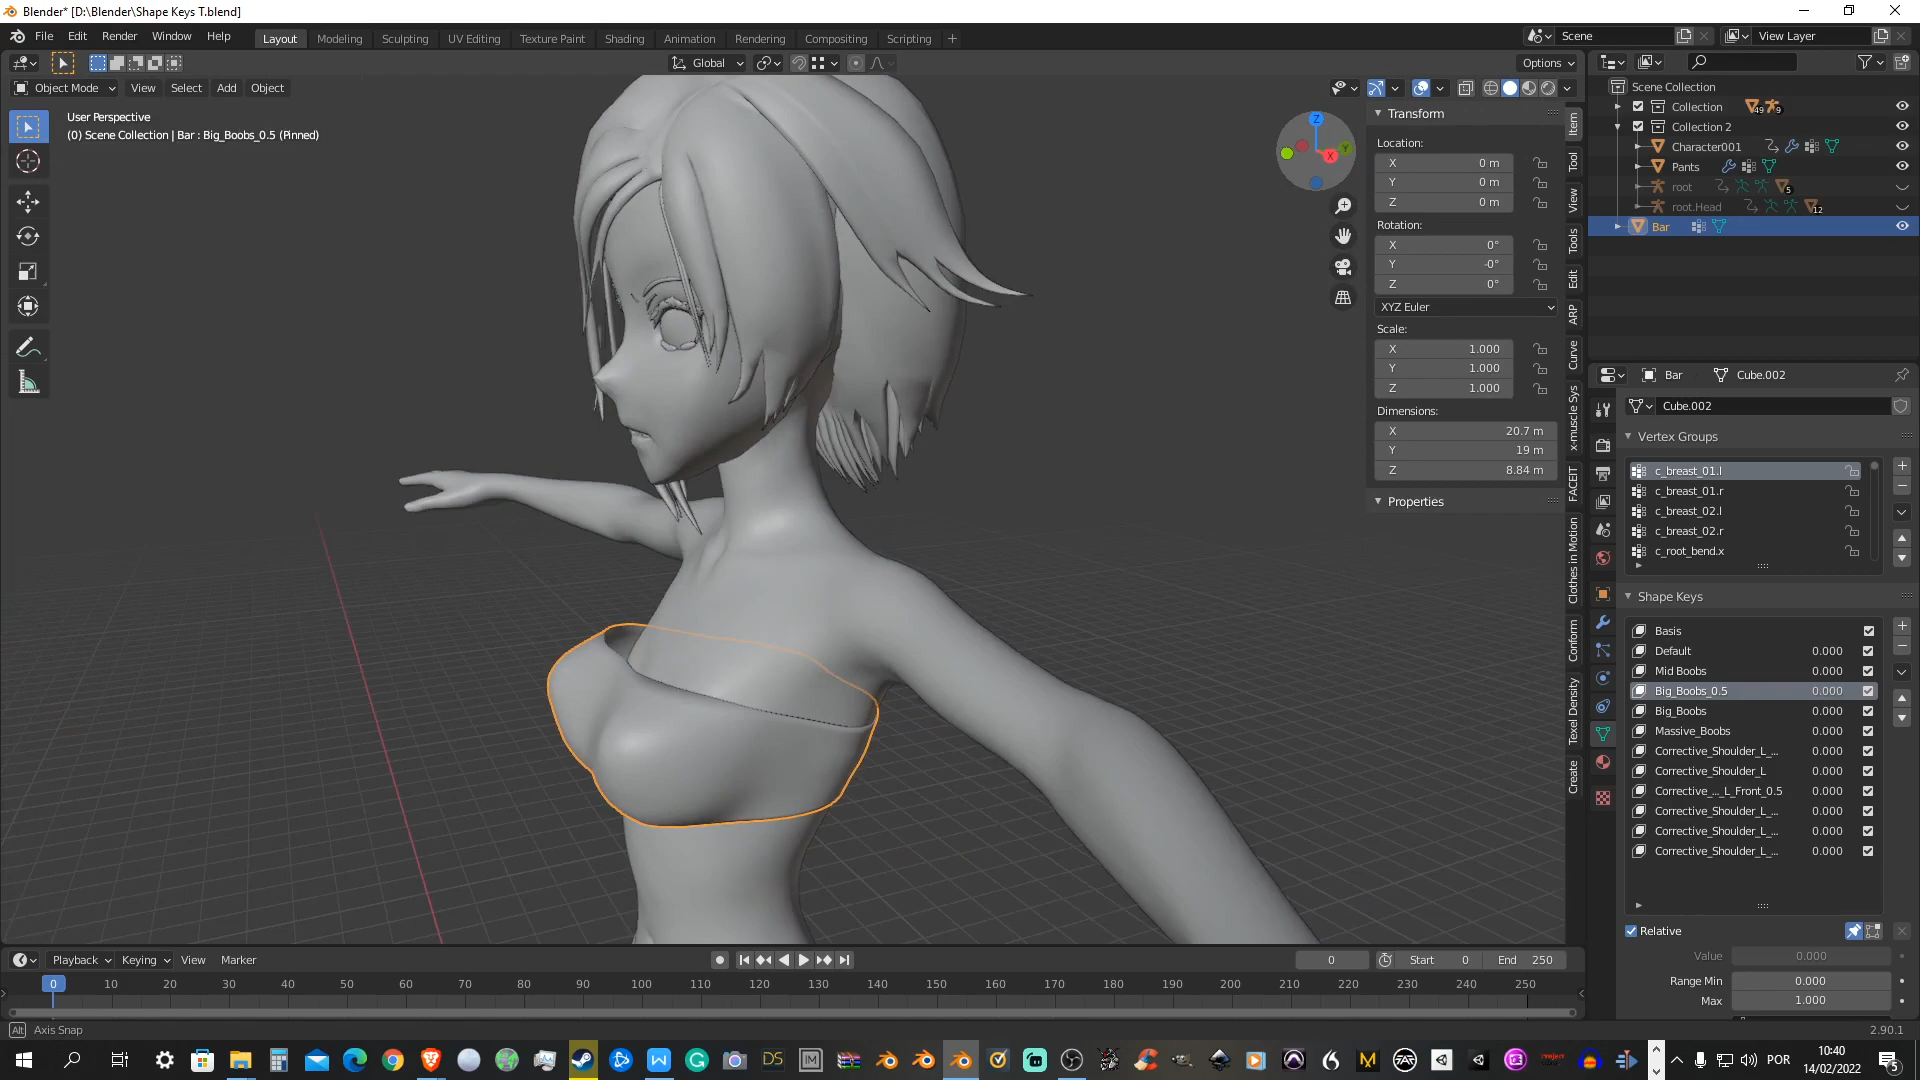 Blender* [D:\Blender\Shape Keys T.blend]
File Edit Render Window Help
Layout Modeling Sculpting UV Editing Texture Paint Shading Animation Rendering Compositing Scripting +
Scene
View Layer
Global
Options
Object Mode View Select Add Object
User Perspective
(0) Scene Collection | Bar : Big_Boobs_0.5 (Pinned)
Z
Y
X
Transform
Location:
X 0 m
Y 0 m
Z 0 m
Rotation:
X 0°
Y -0°
Z 0°
XYZ Euler
Scale:
X 1.000
Y 1.000
Z 1.000
Dimensions:
X 20.7 m
Y 19 m
Z 8.84 m
Properties
Item
Tool
View
Tools
Edit
ARP
Curve
x-muscle Sys
FACEIT
Clothes in Motion
Conform
Texel Density
Create
Scene Collection
Collection 49 9
Collection 2
Character001
Pants
root 5
root.Head 12
Bar
Bar Cube.002
Cube.002
Vertex Groups
c_breast_01.l
c_breast_01.r
c_breast_02.l
c_breast_02.r
c_root_bend.x
Shape Keys
Basis
Default 0.000
Mid Boobs 0.000
Big_Boobs_0.5 0.000
Big_Boobs 0.000
Massive_Boobs 0.000
Corrective_Shoulder_L_... 0.000
Corrective_Shoulder_L 0.000
Corrective_..._L_Front_0.5 0.000
Corrective_Shoulder_L_... 0.000
Corrective_Shoulder_L_... 0.000
Corrective_Shoulder_L_... 0.000
Relative
Value 0.000
Range Min 0.000
Max 1.000
Playback Keying View Marker
0 Start 0 End 250
0 10 20 30 40 50 60 70 80 90 100 110 120 130 140 150 160 170 180 190 200 210 220 230 240 250
Alt Axis Snap
2.90.1
POR
10:40
14/02/2022
5